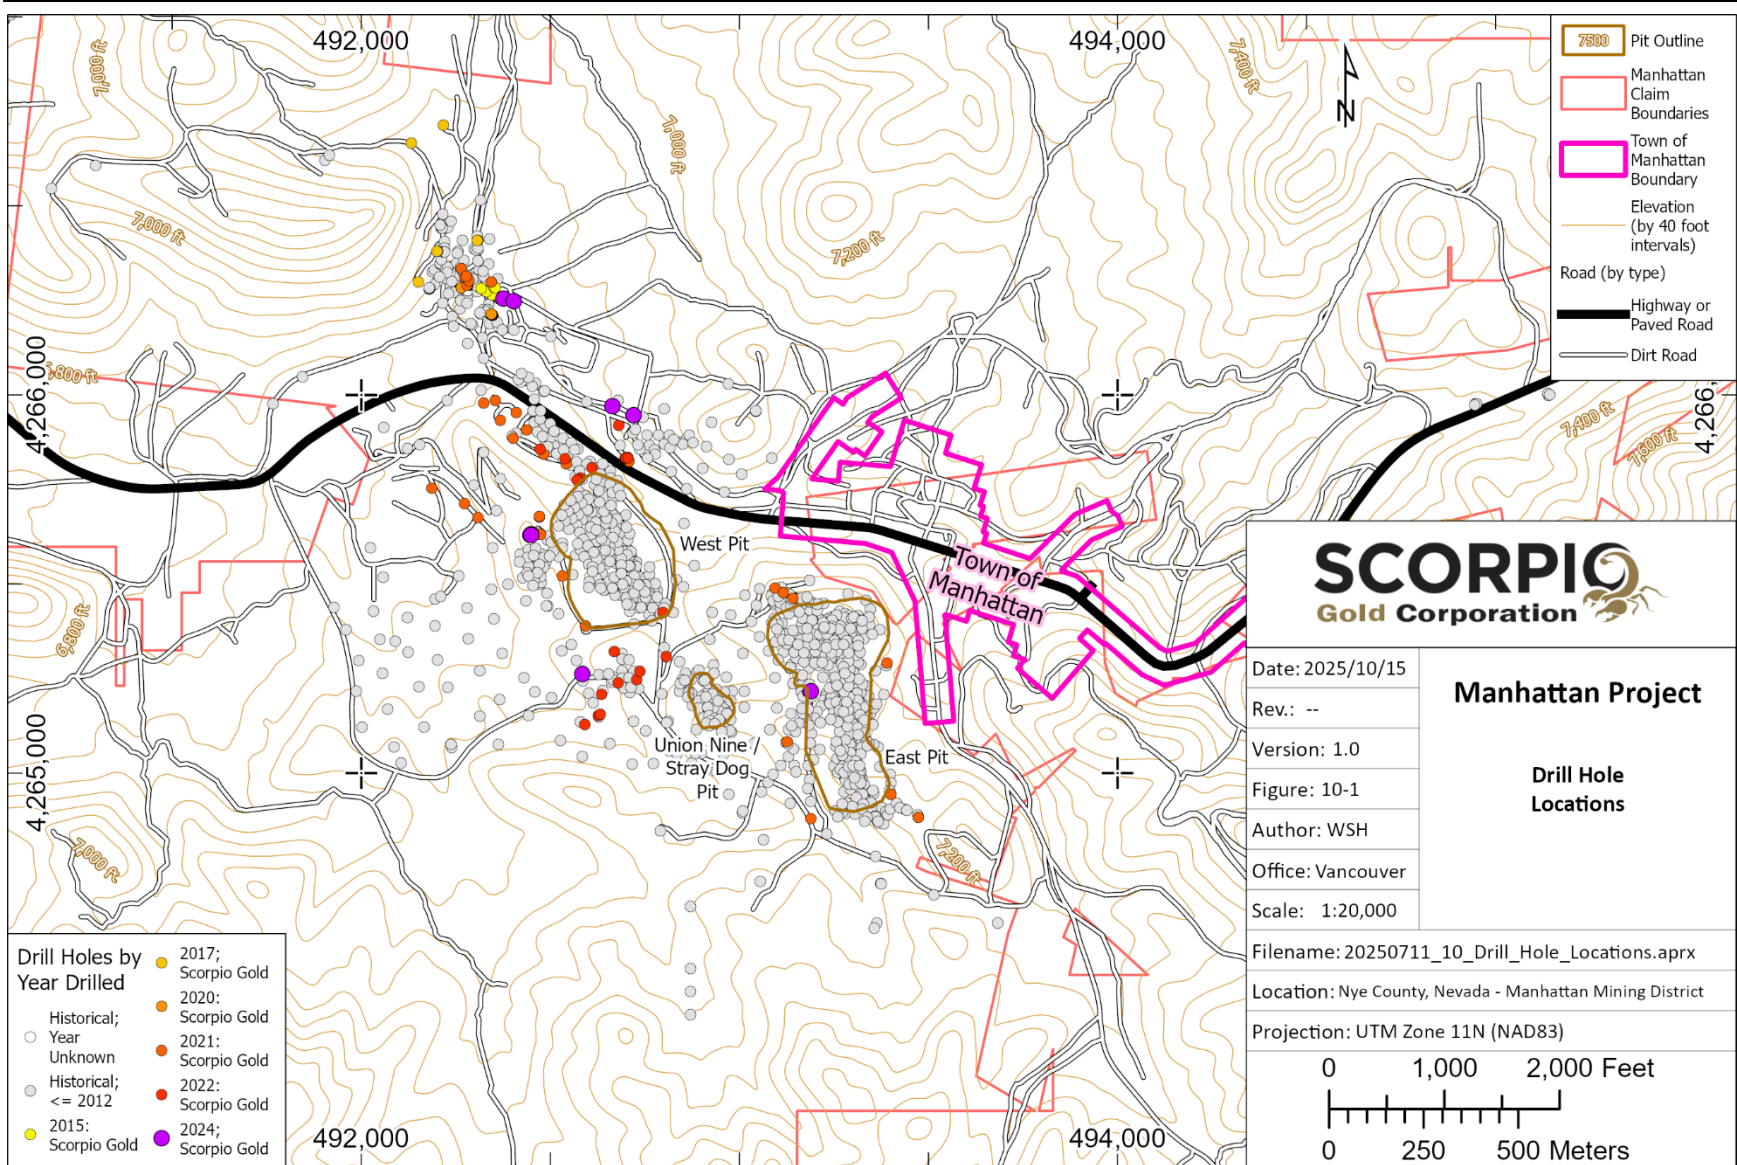 492,000
494,000
7,000 ft
7,000 ft
7,400 ft
7,000 ft
7,200 ft
N
7500
Pit Outline
Manhattan
Claim
Boundaries
Town of
Manhattan
Boundary
Elevation
(by 40 foot
intervals)
Road (by type)
Highway or
Paved Road
Dirt Road
4,266,000
6,800 ft
4,266,
7,400 ft
7,600 ft
West Pit
Town of
Manhattan
6,800 ft
Union Nine /
Stray Dog
Pit
East Pit
4,265,000
7,000 ft
7,200 ft
SCORPIO
Gold Corporation
Date: 2025/10/15
Rev.: --
Version: 1.0
Figure: 10-1
Author: WSH
Office: Vancouver
Scale: 1:20,000
Manhattan Project
Drill Hole
Locations
Filename: 20250711_10_Drill_Hole_Locations.aprx
Location: Nye County, Nevada - Manhattan Mining District
Projection: UTM Zone 11N (NAD83)
0 1,000 2,000 Feet
0 250 500 Meters
Drill Holes by
Year Drilled
Historical;
Year
Unknown
Historical;
<= 2012
2015:
Scorpio Gold
2017;
Scorpio Gold
2020:
Scorpio Gold
2021:
Scorpio Gold
2022:
Scorpio Gold
2024;
Scorpio Gold
492,000
494,000